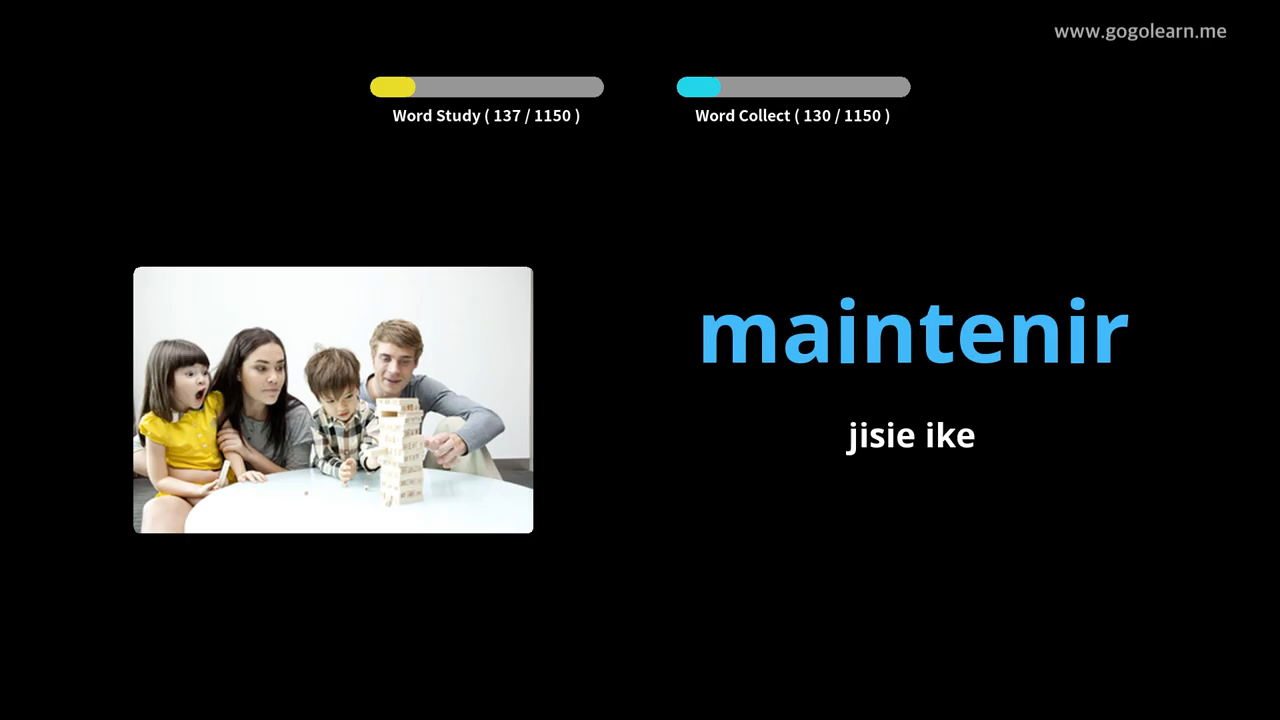 www.gogolearn.me
Word Study ( 137 / 1150 )
Word Collect ( 130 / 1150 )
maintenir
jisie ike